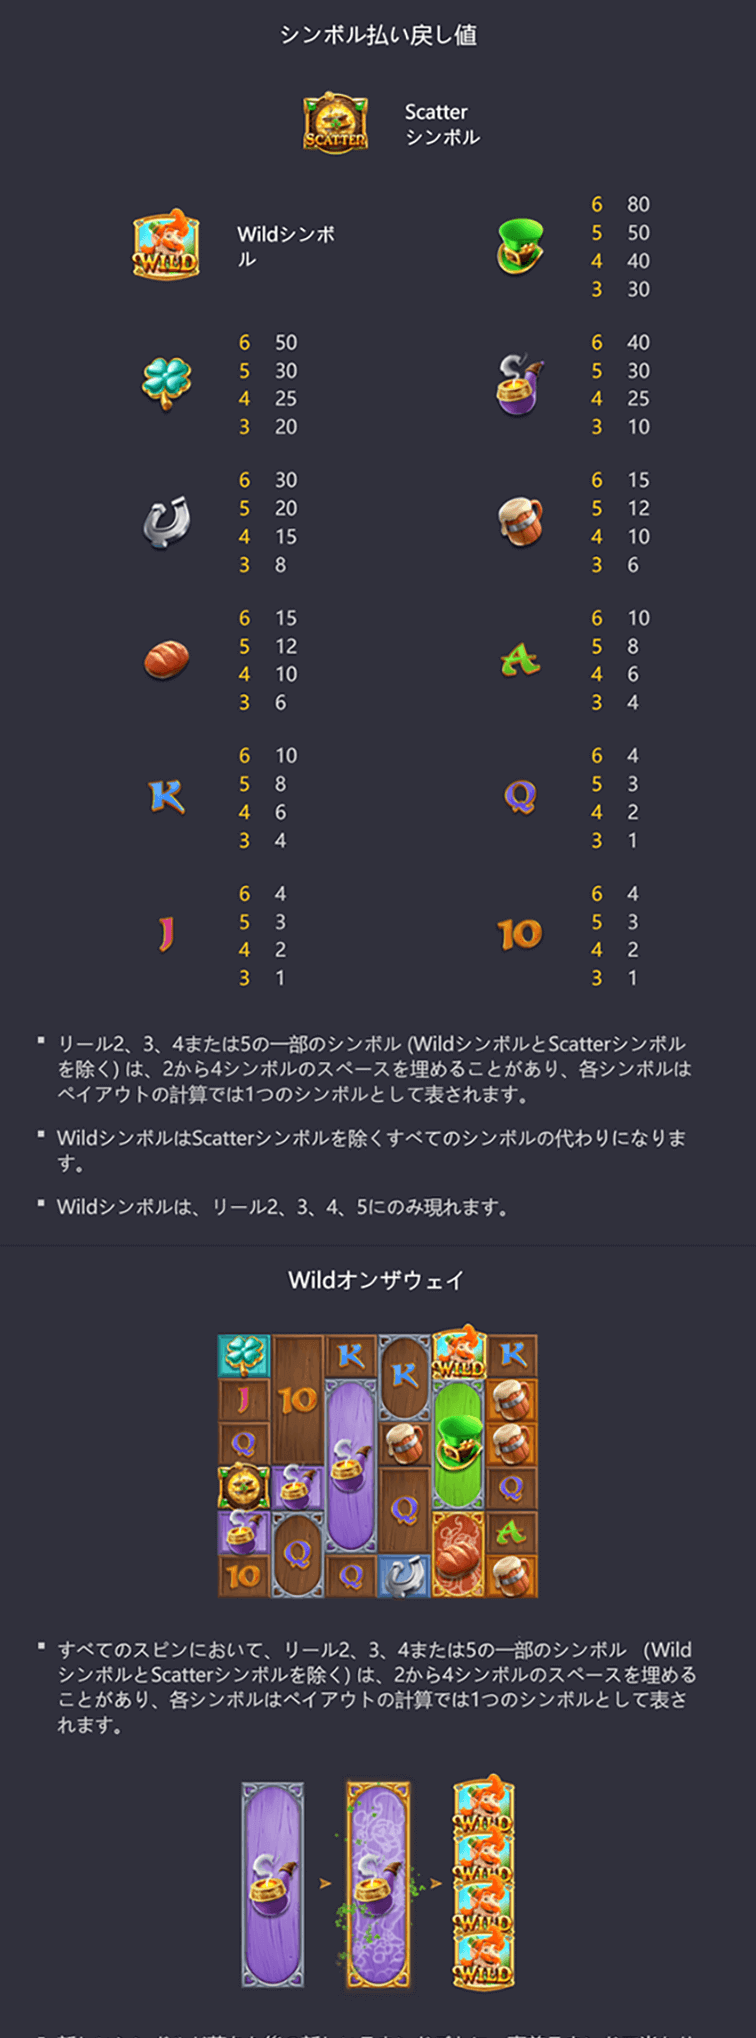 シンボル払い戻し値
SCATTER
Scatter
シンボル
WILD
Wildシンボ
ル
6 80
5 50
4 40
3 30
6 50
5 30
4 25
3 20
6 40
5 30
4 25
3 10
6 30
5 20
4 15
3 8
6 15
5 12
4 10
3 6
6 15
5 12
4 10
3 6
A
6 10
5 8
6 6
3 4
K
6 10
5 8
4 6
3 4
Q
6 4
5 3
4 2
3 1
J
6 4
5 3
4 2
3 1
10
6 4
5 3
4 2
3 1
▪ リール2、3、4または5の一部のシンボル (WildシンボルとScatterシンボル
を除く) は、2から4シンボルのスペースを埋めることがあり、各シンボルは
ペイアウトの計算では1つのシンボルとして表されます。
▪ WildシンボルはScatterシンボルを除くすべてのシンボルの代わりになりま
す。
▪ Wildシンボルは、リール2、3、4、5にのみ現れます。
Wildオンザウェイ
K WILD K
K
J 10
Q
Q Q
Q A
10 Q
▪ すべてのスピンにおいて、リール2、3、4または5の一部のシンボル (Wild
シンボルとScatterシンボルを除く) は、2から4シンボルのスペースを埋める
ことがあり、各シンボルはペイアウトの計算では1つのシンボルとして表さ
れます。
WILD
WILD
WILD
WILD